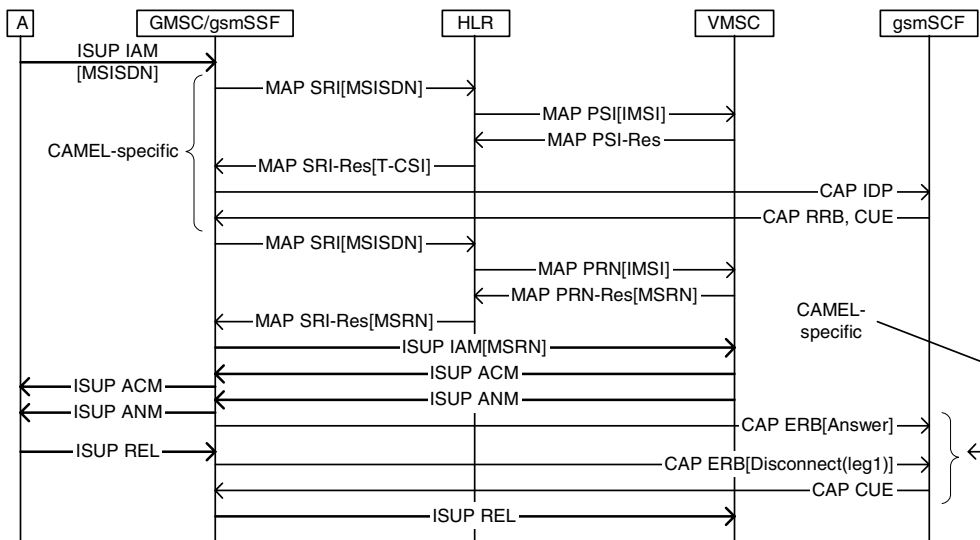 A
GMSC/gsmSSF
HLR
VMSC
gsmSCF
ISUP IAM
[MSISDN]
MAP SRI[MSISDN]
MAP PSI[IMSI]
MAP PSI-Res
CAMEL-specific
MAP SRI-Res[T-CSI]
CAP IDP
CAP RRB, CUE
MAP SRI[MSISDN]
MAP PRN[IMSI]
MAP PRN-Res[MSRN]
CAMEL-
specific
MAP SRI-Res[MSRN]
ISUP IAM[MSRN]
ISUP ACM
ISUP ACM
ISUP ANM
ISUP ANM
CAP ERB[Answer]
ISUP REL
CAP ERB[Disconnect(leg1)]
CAP CUE
ISUP REL